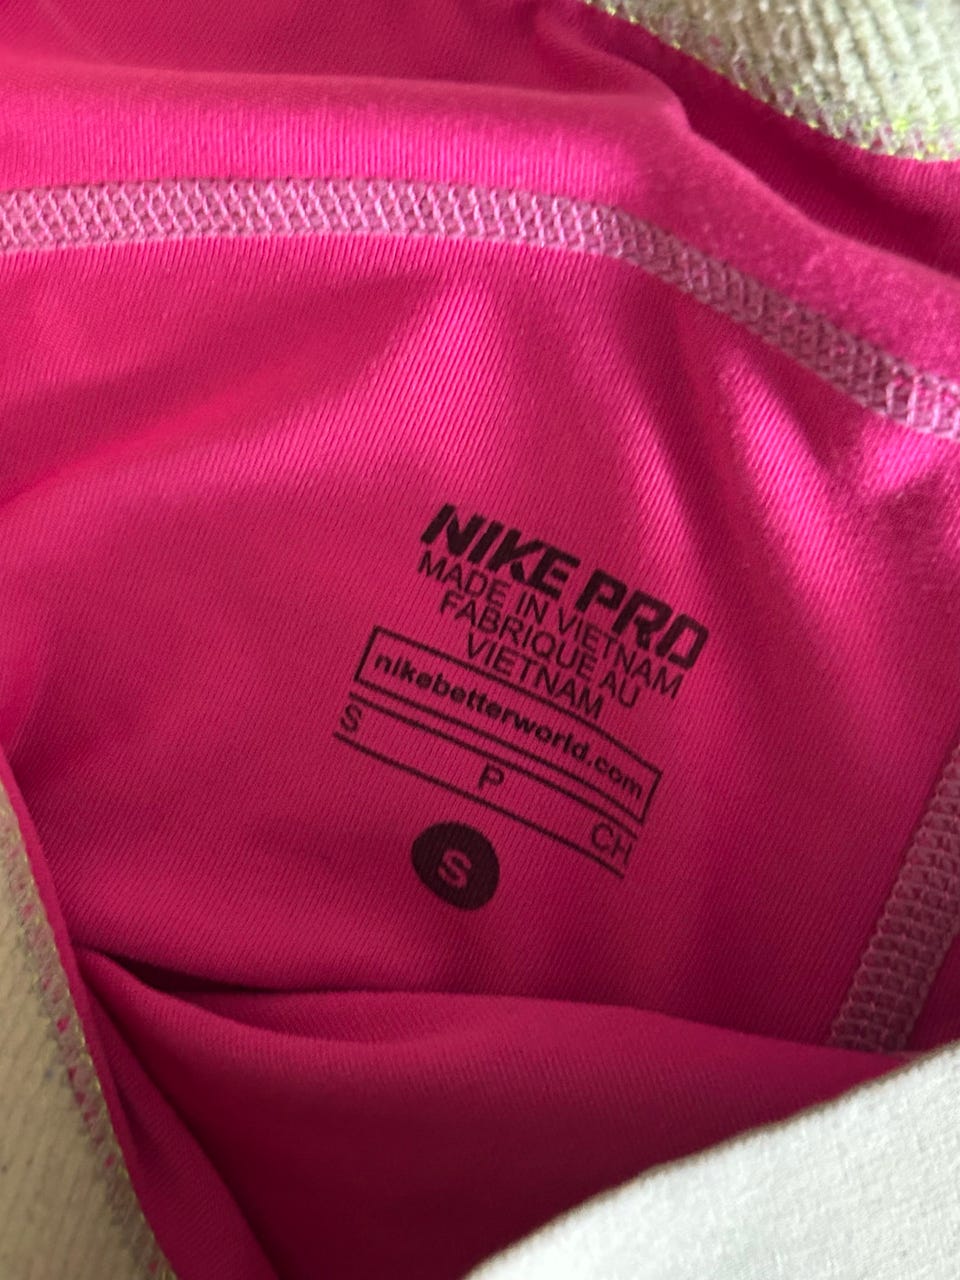 NIKE PRO
MADE IN VIETNAM
FABRIQUE AU
VIETNAM
nikebetterworld.com
S P CH
S